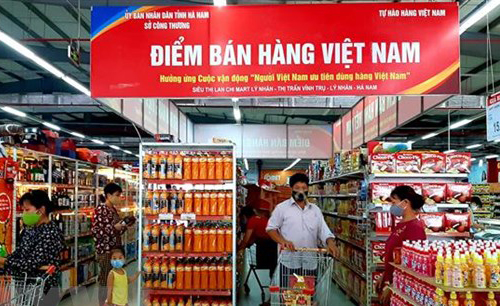 ỦY BAN NHÂN DÂN TỈNH HÀ NAM
SỞ CÔNG THƯƠNG
TỰ HÀO HÀNG VIỆT NAM
ĐIỂM BÁN HÀNG VIỆT NAM
Hưởng ứng Cuộc vận động "Người Việt Nam ưu tiên dùng hàng Việt Nam"
SIÊU THỊ LAN CHI MART LÝ NHÂN - THỊ TRẤN VĨNH TRỤ - LÝ NHÂN - HÀ NAM